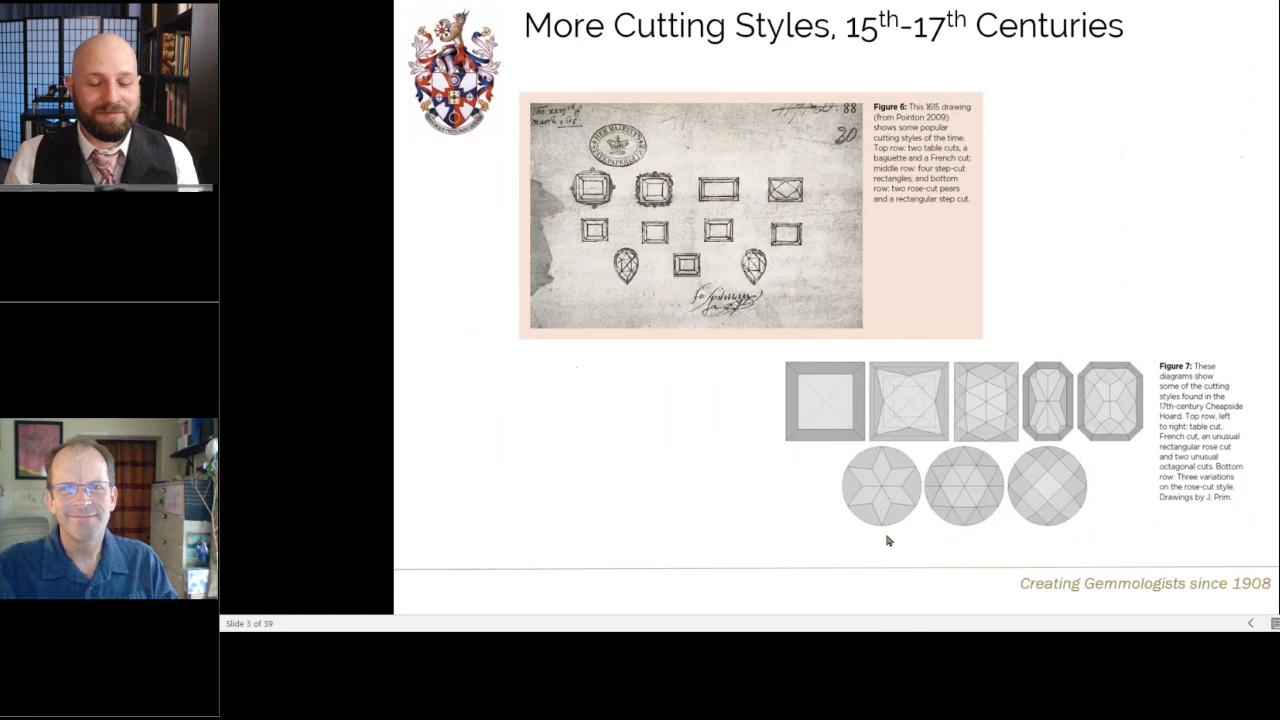 More Cutting Styles, 15th-17th Centuries
88
30
Figure 6: This 1615 drawing
(from Pointon 2009)
shows some popular
cutting styles of the time.
Top row: two table cuts, a
baguette and a French cut;
middle row: four step-cut
rectangles; and bottom
row: two rose-cut pears
and a rectangular step cut.
Figure 7: These
diagrams show
some of the cutting
styles found in the
17th-century Cheapside
Hoard. Top row, left
to right: table cut,
French cut, an unusual
rectangular rose cut
and two unusual
octagonal cuts. Bottom
row: Three variations
on the rose-cut style.
Drawings by J. Prim.
Creating Gemmologists since 1908
Slide 3 of 39